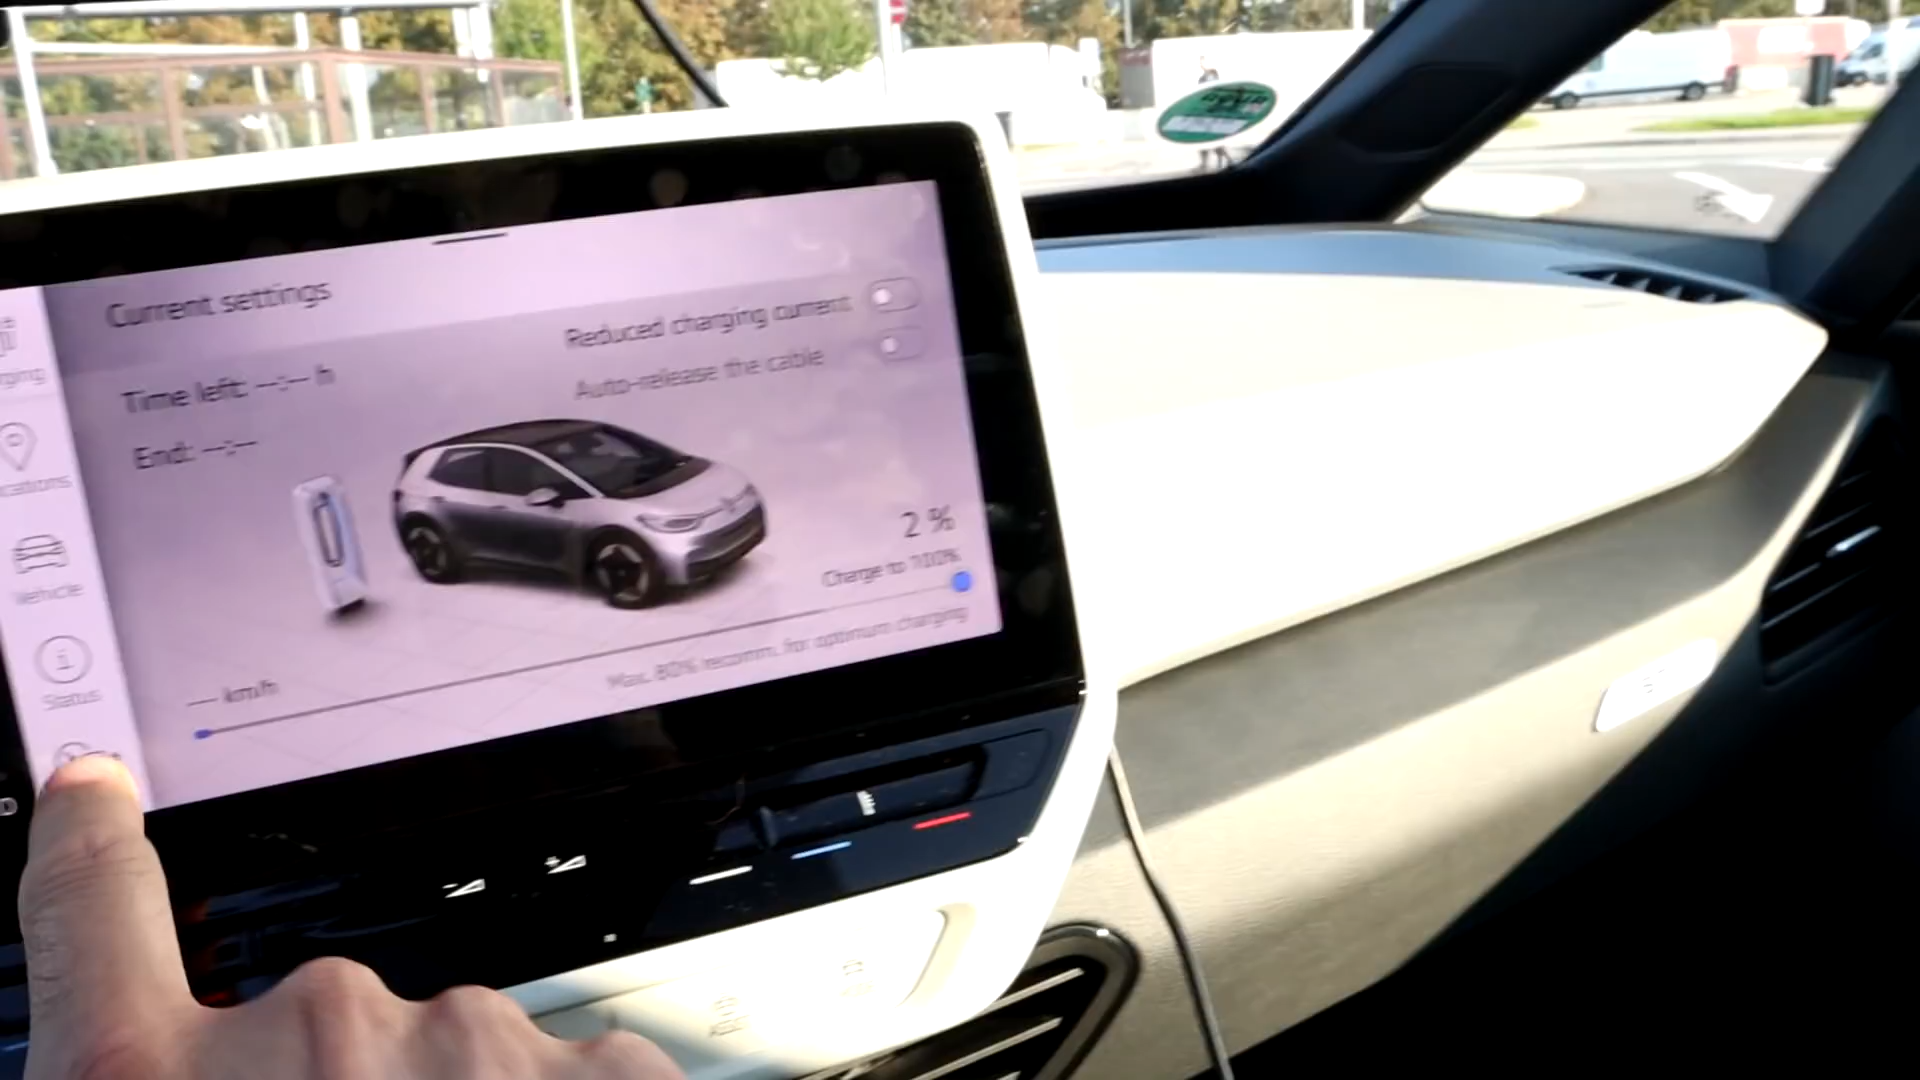 Current settings
Reduced charging current
Auto-release the cable
Time left: --:-- h
End: --:--
2 %
Charge to 100%
Max. 80% recomm. for optimum charging
--- km/h
Vehicle
Status